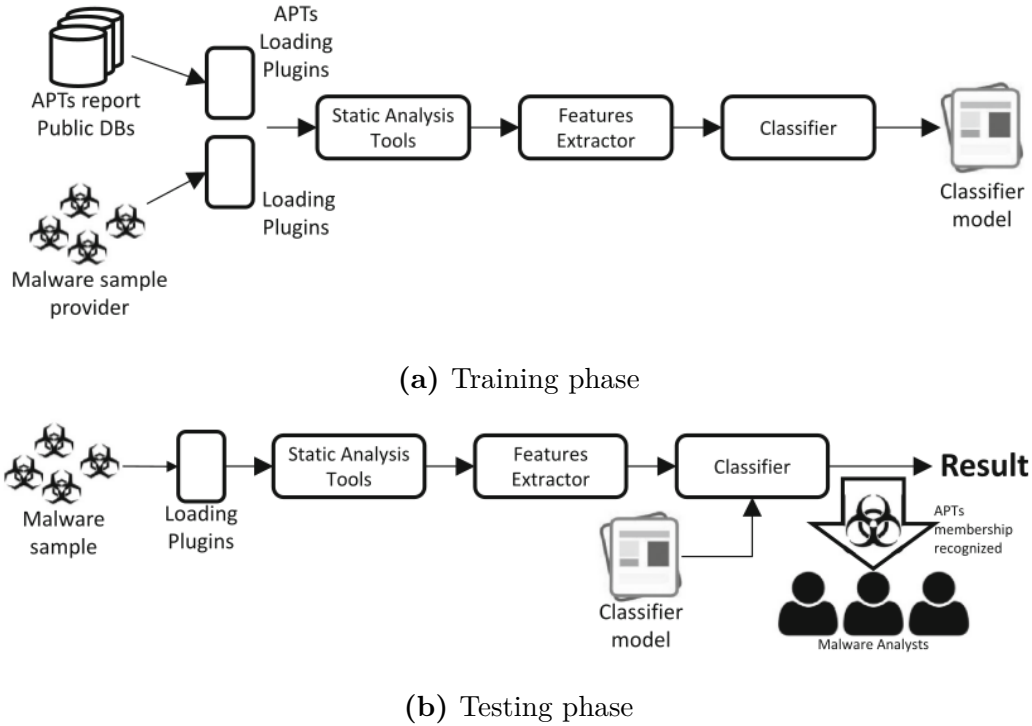 APTs
Loading
Plugins
APTs report
Public DBs
Static Analysis
Tools
Features
Extractor
Classifier
Loading
Plugins
Classifier
model
Malware sample
provider
(a) Training phase
Malware
sample
Loading
Plugins
Static Analysis
Tools
Features
Extractor
Classifier
Result
APTs
membership
recognized
Classifier
model
Malware Analysts
(b) Testing phase